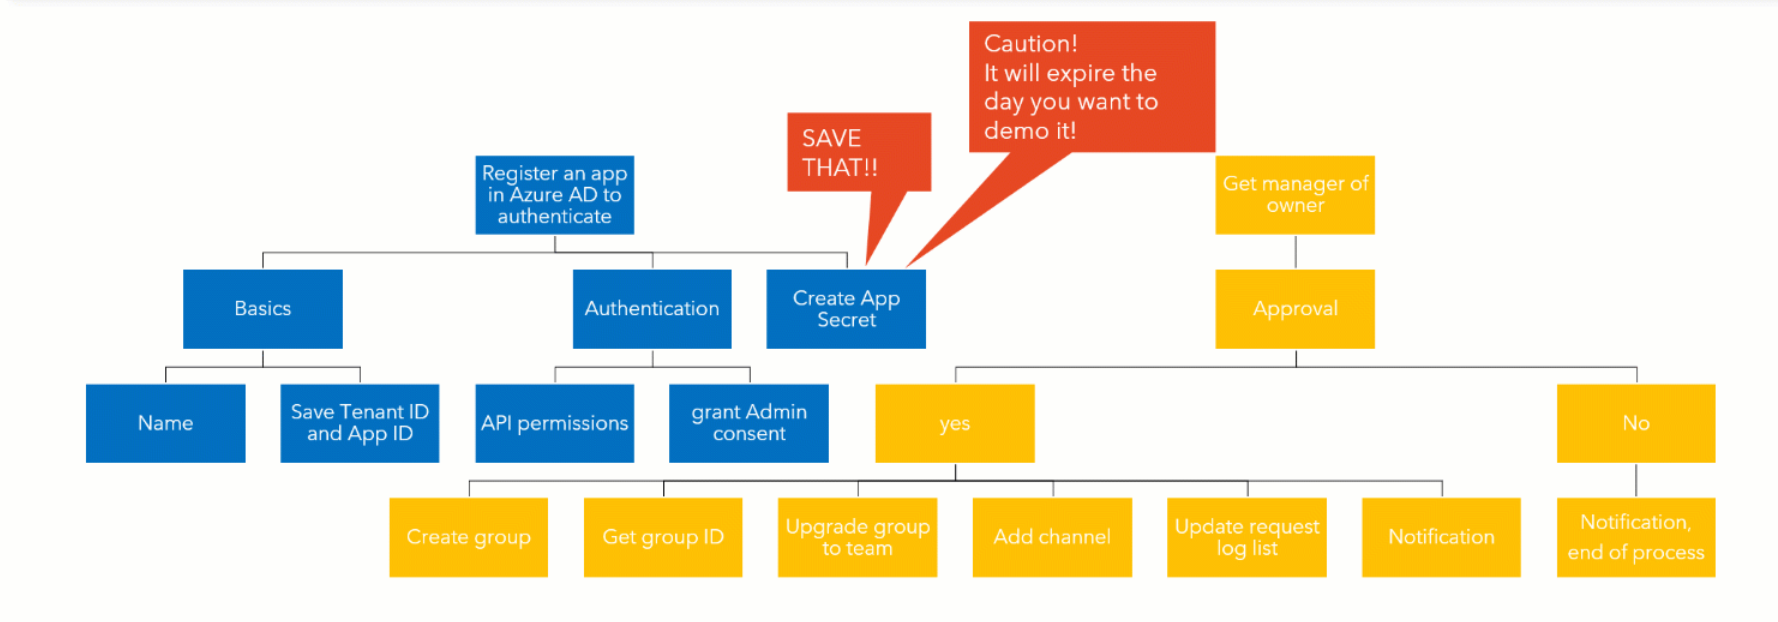 Caution!
It will expire the
day you want to
demo it!
SAVE
THAT!!
Register an app
in Azure AD to
authenticate
Get manager of
owner
Basics
Authentication
Create App
Secret
Approval
Name
Save Tenant ID
and App ID
API permissions
grant Admin
consent
yes
No
Create group
Get group ID
Upgrade group
to team
Add channel
Update request
log list
Notification
Notification,
end of process